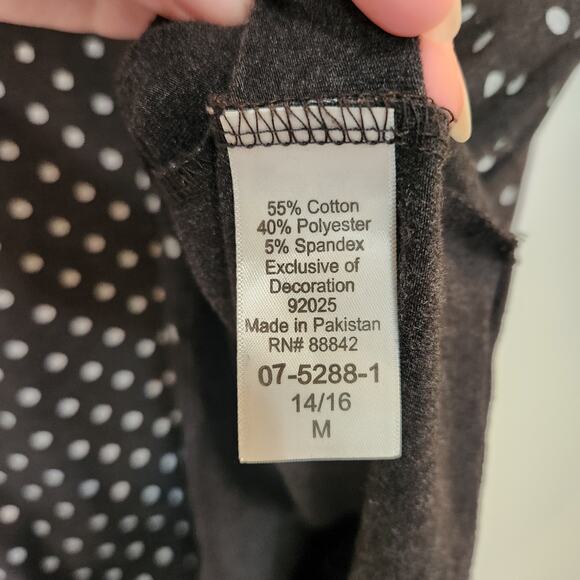 55% Cotton
40% Polyester
5% Spandex
Exclusive of
Decoration
92025
Made in Pakistan
RN# 88842
07-5288-1
14/16
M